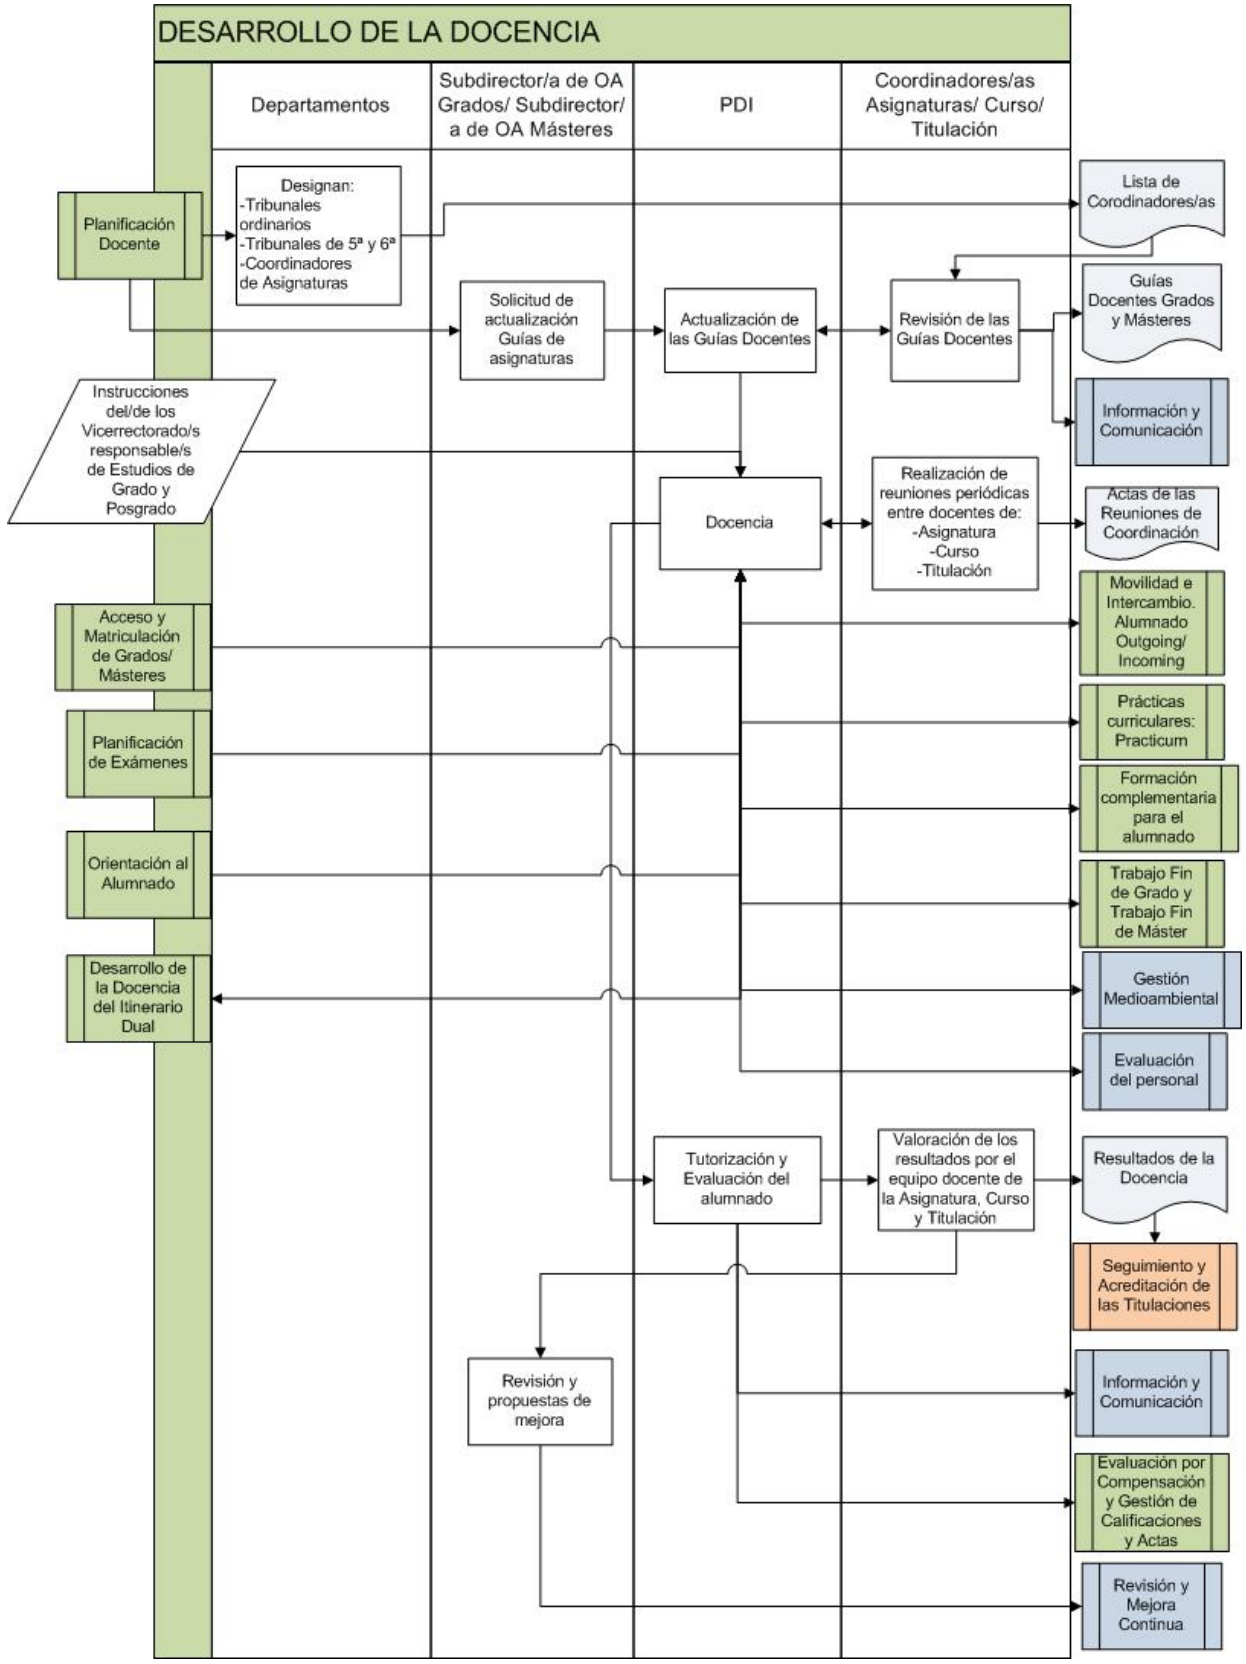 DESARROLLO DE LA DOCENCIA
Departamentos
Subdirector/a de OA
Grados/ Subdirector/
a de OA Másteres
PDI
Coordinadores/as
Asignaturas/ Curso/
Titulación
Planificación
Docente
Designan:
-Tribunales
ordinarios
-Tribunales de 5ª y 6ª
-Coordinadores
de Asignaturas
Lista de
Corodinadores/as
Solicitud de
actualización
Guías de
asignaturas
Actualización de
las Guías Docentes
Revisión de las
Guías Docentes
Guías
Docentes Grados
y Másteres
Instrucciones
del/de los
Vicerrectorado/s
responsable/s
de Estudios de
Grado y
Posgrado
Información y
Comunicación
Docencia
Realización de
reuniones periódicas
entre docentes de:
-Asignatura
-Curso
-Titulación
Actas de las
Reuniones de
Coordinación
Acceso y
Matriculación
de Grados/
Másteres
Movilidad e
Intercambio.
Alumnado
Outgoing/
Incoming
Planificación
de Exámenes
Prácticas
curriculares:
Practicum
Formación
complementaria
para el
alumnado
Orientación al
Alumnado
Trabajo Fin
de Grado y
Trabajo Fin
de Máster
Desarrollo de
la Docencia
del Itinerario
Dual
Gestión
Medioambiental
Evaluación
del personal
Tutorización y
Evaluación del
alumnado
Valoración de los
resultados por el
equipo docente de
la Asignatura, Curso
y Titulación
Resultados de la
Docencia
Seguimiento y
Acreditación de
las Titulaciones
Revisión y
propuestas de
mejora
Información y
Comunicación
Evaluación por
Compensación
y Gestión de
Calificaciones
y Actas
Revisión y
Mejora
Continua